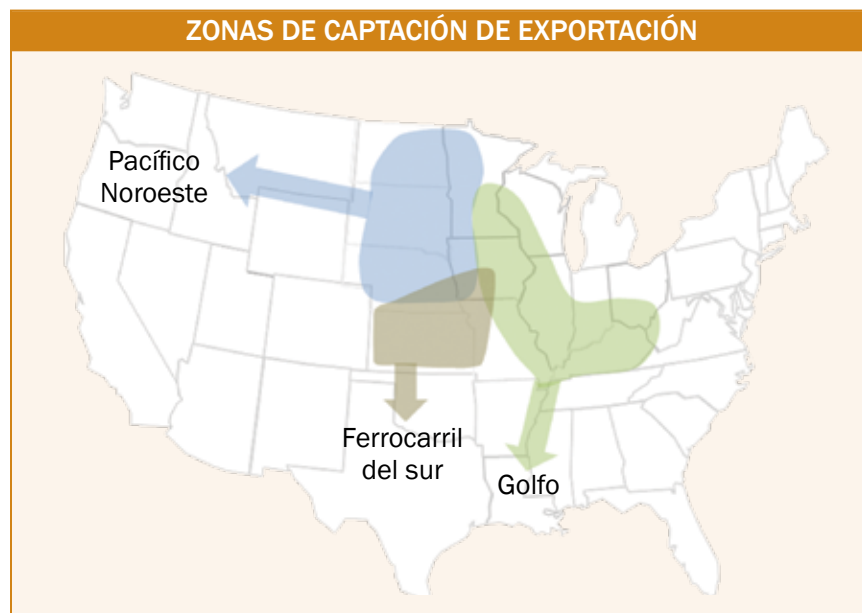 ZONAS DE CAPTACIÓN DE EXPORTACIÓN
Pacífico
Noroeste
Ferrocarril
del sur
Golfo